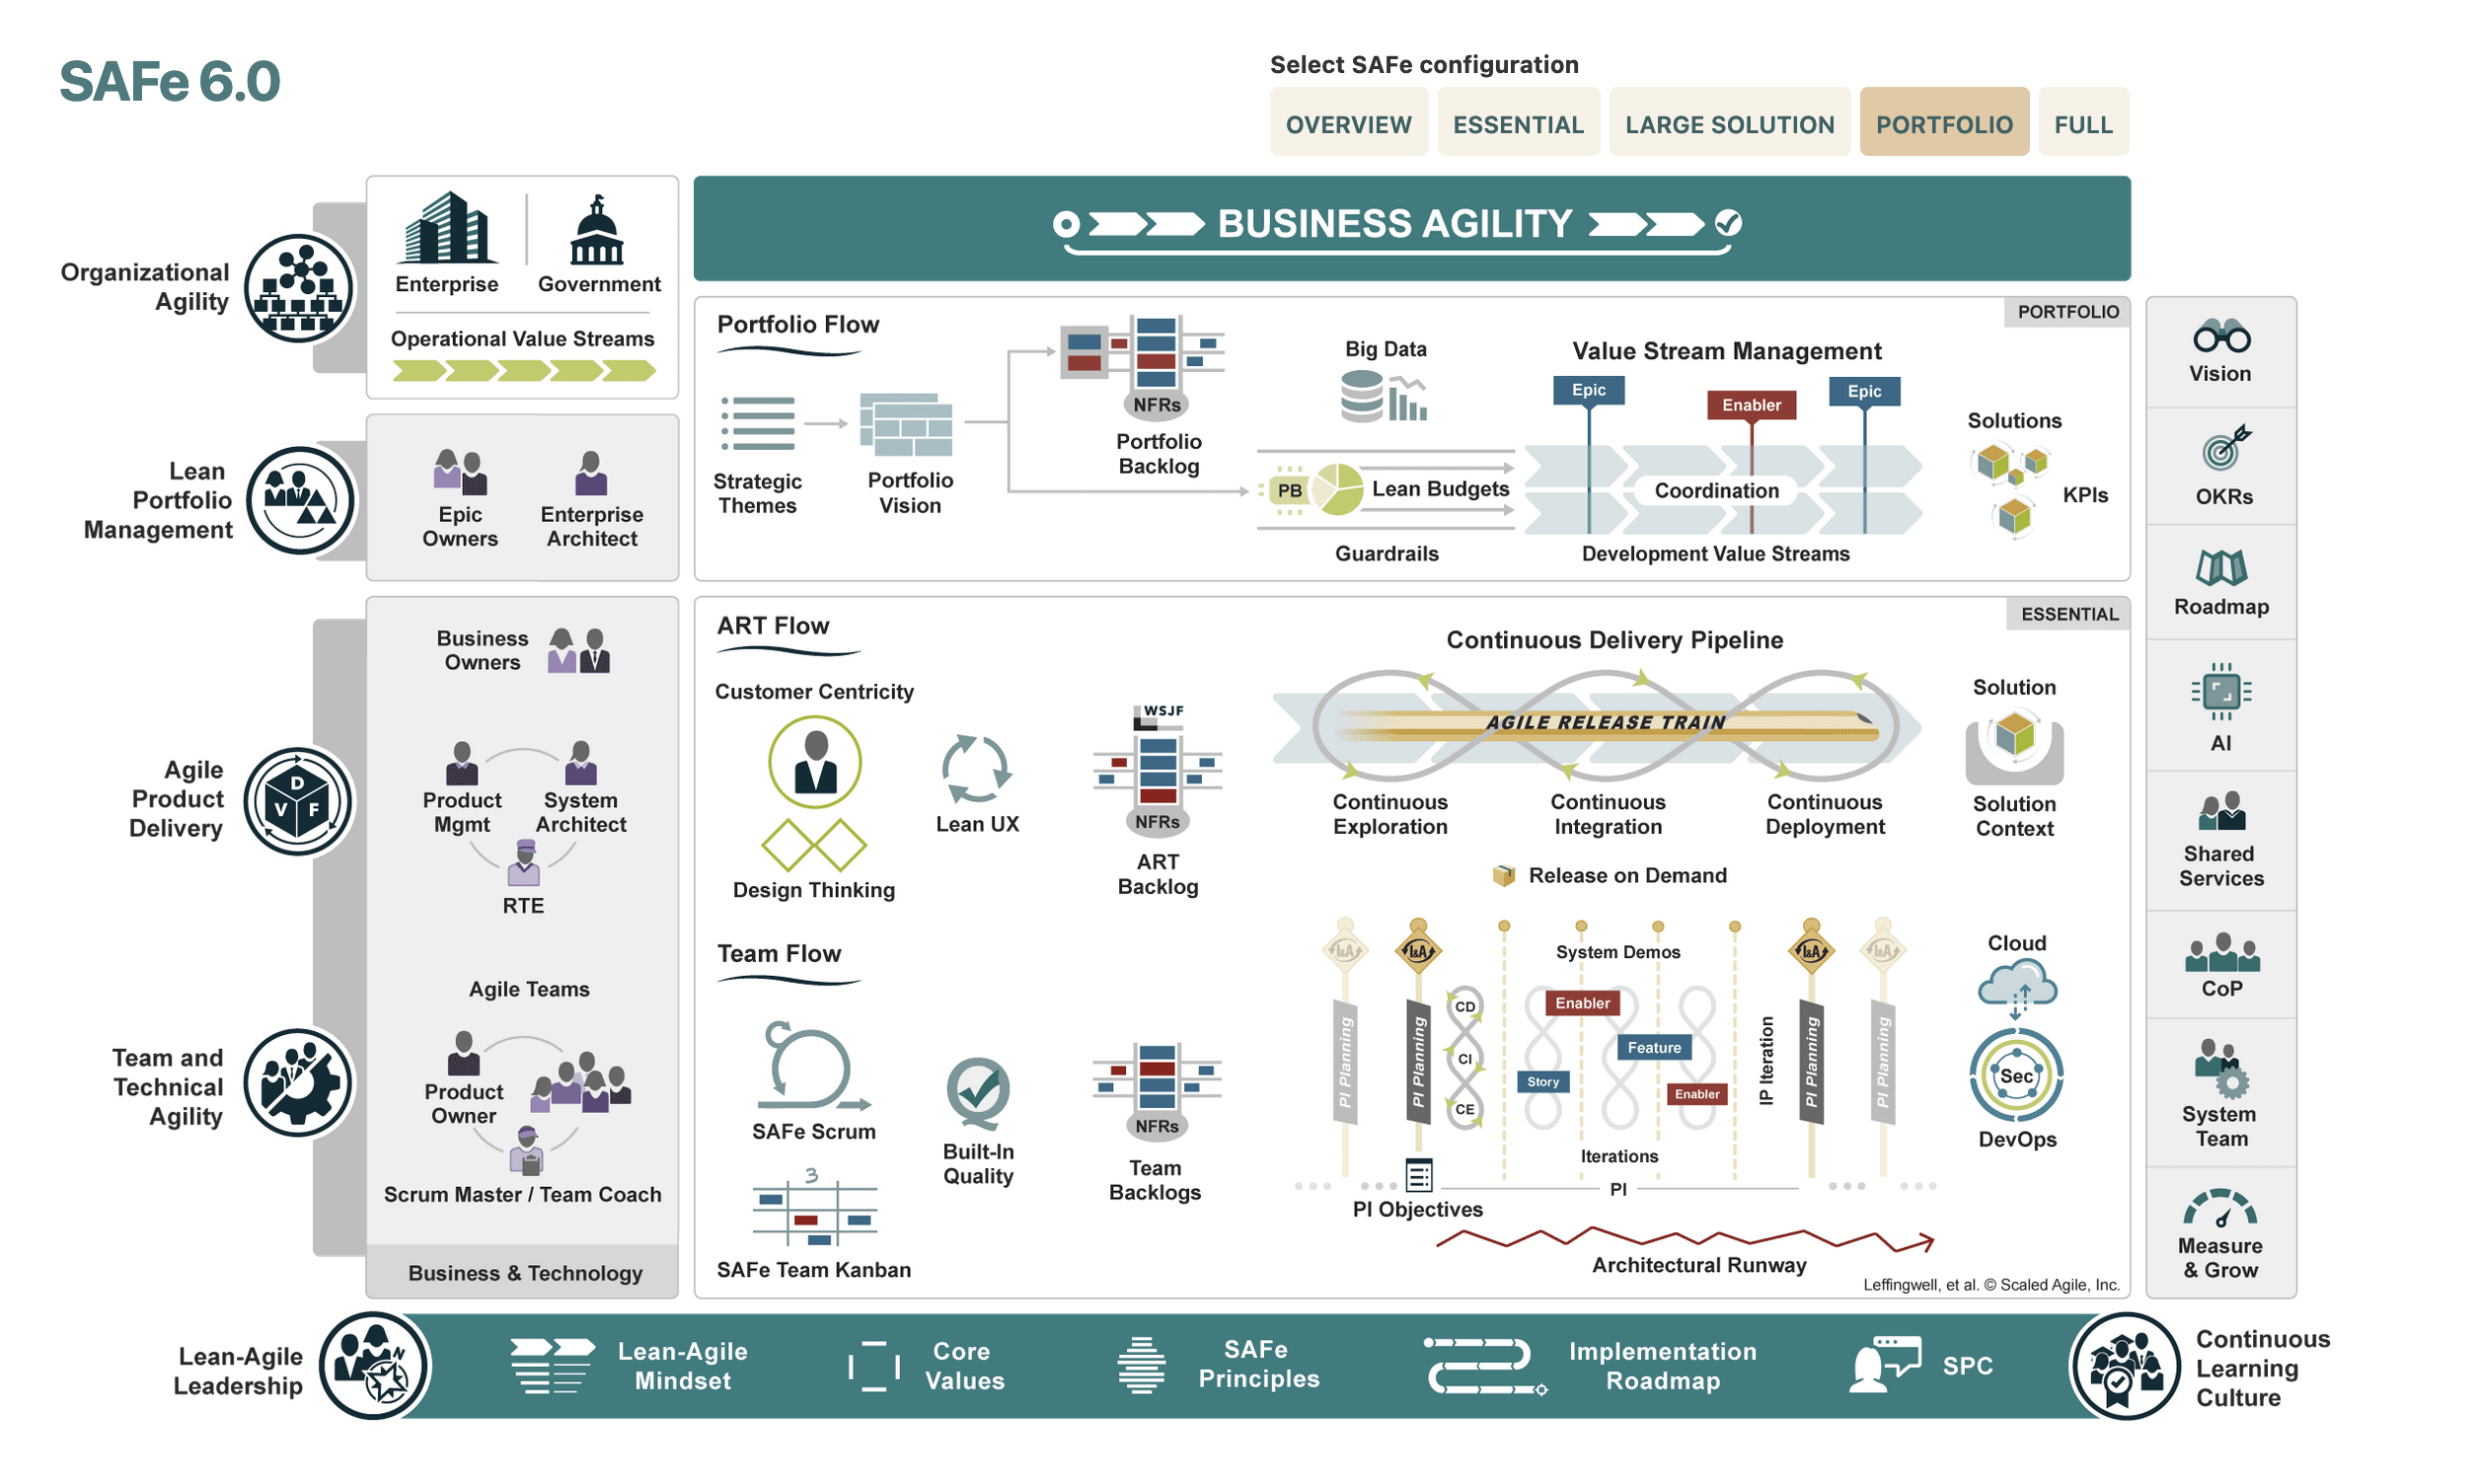 SAFe 6.0
Select SAFe configuration
OVERVIEW
ESSENTIAL
LARGE SOLUTION
PORTFOLIO
FULL
Organizational
Agility
Enterprise
Government
Operational Value Streams
BUSINESS AGILITY
Lean
Portfolio
Management
Epic
Owners
Enterprise
Architect
PORTFOLIO
Portfolio Flow
Strategic
Themes
Portfolio
Vision
NFRs
Portfolio
Backlog
Big Data
PB
Lean Budgets
Guardrails
Value Stream Management
Epic
Enabler
Epic
Coordination
Development Value Streams
Solutions
KPIs
Agile
Product
Delivery
D
V
F
Business
Owners
Product
Mgmt
System
Architect
RTE
Team and
Technical
Agility
Agile Teams
Product
Owner
Scrum Master / Team Coach
Business & Technology
ESSENTIAL
ART Flow
Customer Centricity
Design Thinking
Lean UX
WSJF
NFRs
ART
Backlog
Continuous Delivery Pipeline
AGILE RELEASE TRAIN
Continuous
Exploration
Continuous
Integration
Continuous
Deployment
Release on Demand
Solution
Solution
Context
Team Flow
SAFe Scrum
3
SAFe Team Kanban
Built-In
Quality
NFRs
Team
Backlogs
I&A
I&A
I&A
I&A
System Demos
PI Planning
PI Planning
CD
CI
CE
Enabler
Feature
Story
Enabler
IP Iteration
PI Planning
PI Planning
Iterations
PI
PI Objectives
Architectural Runway
Cloud
Sec
DevOps
Leffingwell, et al. © Scaled Agile, Inc.
Vision
OKRs
Roadmap
AI
Shared
Services
CoP
System
Team
Measure
& Grow
Lean-Agile
Leadership
N
Lean-Agile
Mindset
Core
Values
SAFe
Principles
Implementation
Roadmap
SPC
Continuous
Learning
Culture